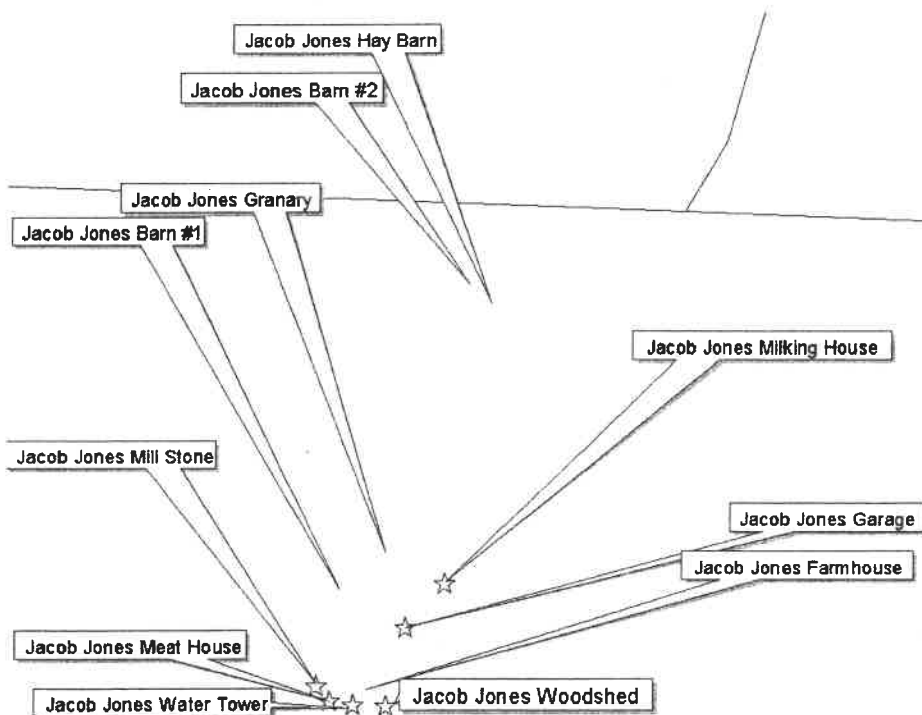 Jacob Jones Hay Barn
Jacob Jones Barn #2
Jacob Jones Granary
Jacob Jones Barn #1
Jacob Jones Milking House
Jacob Jones Mill Stone
Jacob Jones Garage
Jacob Jones Farmhouse
Jacob Jones Meat House
Jacob Jones Water Tower
Jacob Jones Woodshed